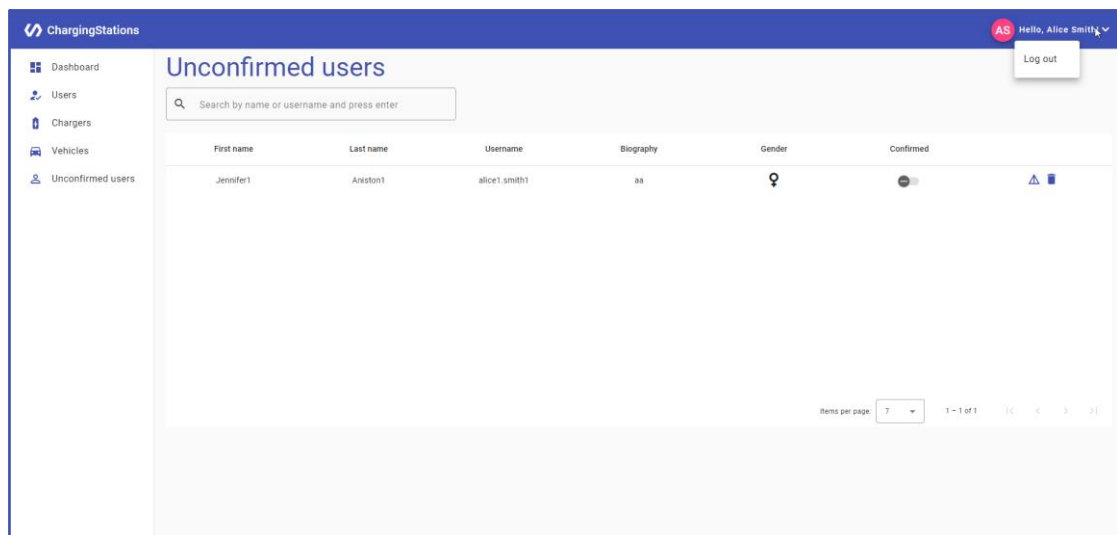 ChargingStations
AS Hello, Alice Smith!
Log out
Dashboard
Users
Chargers
Vehicles
Unconfirmed users
Unconfirmed users
Search by name or username and press enter
First name Last name Username Biography Gender Confirmed
Jennifer1 Aniston1 alice1.smith1 aa
Items per page: 7 1 – 1 of 1